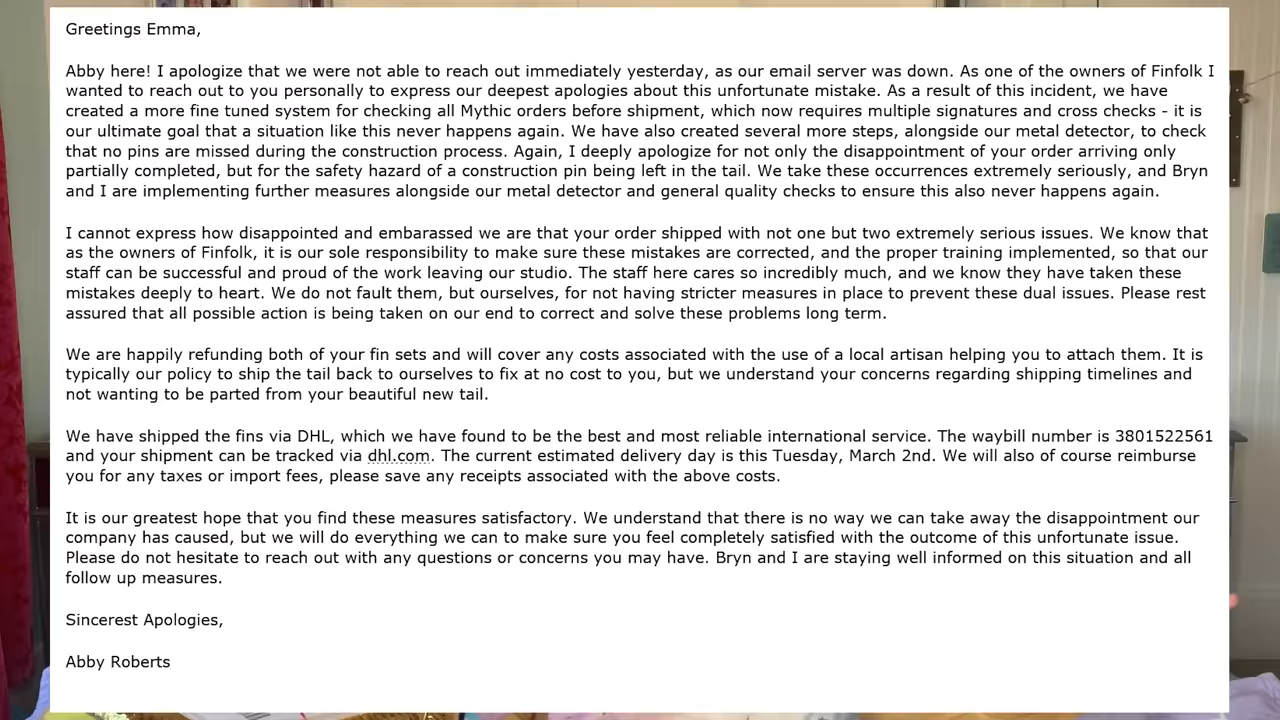 Greetings Emma,
Abby here! I apologize that we were not able to reach out immediately yesterday, as our email server was down. As one of the owners of Finfolk I
wanted to reach out to you personally to express our deepest apologies about this unfortunate mistake. As a result of this incident, we have
created a more fine tuned system for checking all Mythic orders before shipment, which now requires multiple signatures and cross checks - it is
our ultimate goal that a situation like this never happens again. We have also created several more steps, alongside our metal detector, to check
that no pins are missed during the construction process. Again, I deeply apologize for not only the disappointment of your order arriving only
partially completed, but for the safety hazard of a construction pin being left in the tail. We take these occurrences extremely seriously, and Bryn
and I are implementing further measures alongside our metal detector and general quality checks to ensure this also never happens again.
I cannot express how disappointed and embarassed we are that your order shipped with not one but two extremely serious issues. We know that
as the owners of Finfolk, it is our sole responsibility to make sure these mistakes are corrected, and the proper training implemented, so that our
staff can be successful and proud of the work leaving our studio. The staff here cares so incredibly much, and we know they have taken these
mistakes deeply to heart. We do not fault them, but ourselves, for not having stricter measures in place to prevent these dual issues. Please rest
assured that all possible action is being taken on our end to correct and solve these problems long term.
We are happily refunding both of your fin sets and will cover any costs associated with the use of a local artisan helping you to attach them. It is
typically our policy to ship the tail back to ourselves to fix at no cost to you, but we understand your concerns regarding shipping timelines and
not wanting to be parted from your beautiful new tail.
We have shipped the fins via DHL, which we have found to be the best and most reliable international service. The waybill number is 3801522561
and your shipment can be tracked via dhl.com. The current estimated delivery day is this Tuesday, March 2nd. We will also of course reimburse
you for any taxes or import fees, please save any receipts associated with the above costs.
It is our greatest hope that you find these measures satisfactory. We understand that there is no way we can take away the disappointment our
company has caused, but we will do everything we can to make sure you feel completely satisfied with the outcome of this unfortunate issue.
Please do not hesitate to reach out with any questions or concerns you may have. Bryn and I are staying well informed on this situation and all
follow up measures.
Sincerest Apologies,
Abby Roberts